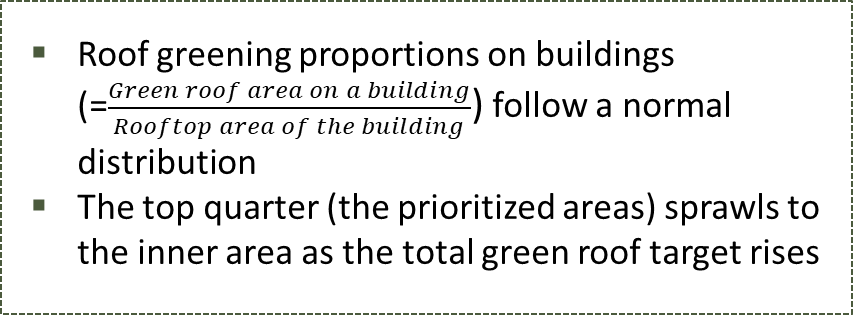 ▪ Roof greening proportions on buildings
(=Green roof area on a building/Rooftop area of the building) follow a normal
distribution
▪ The top quarter (the prioritized areas) sprawls to
the inner area as the total green roof target rises